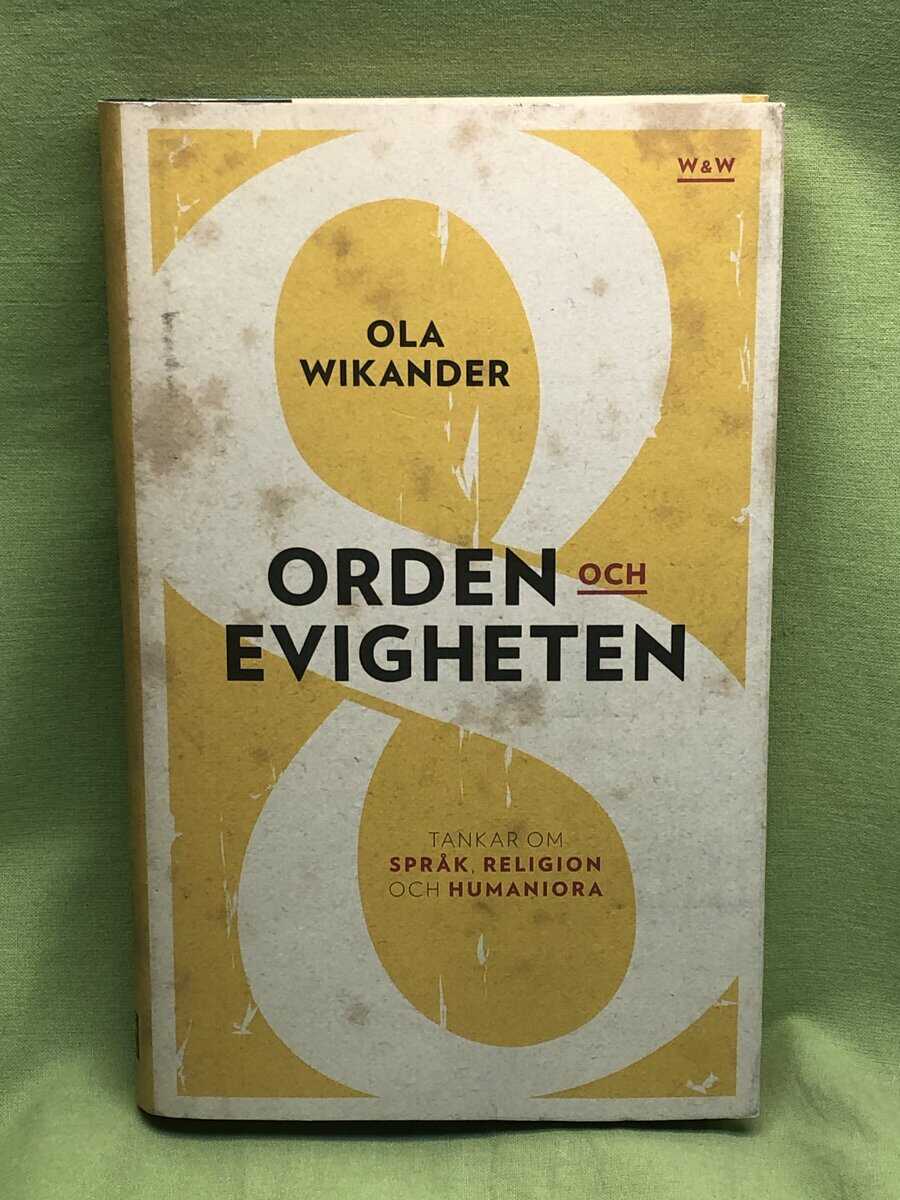 W&W
OLA
WIKANDER
ORDEN OCH
EVIGHETEN
TANKAR OM
SPRÅK, RELIGION
OCH HUMANIORA